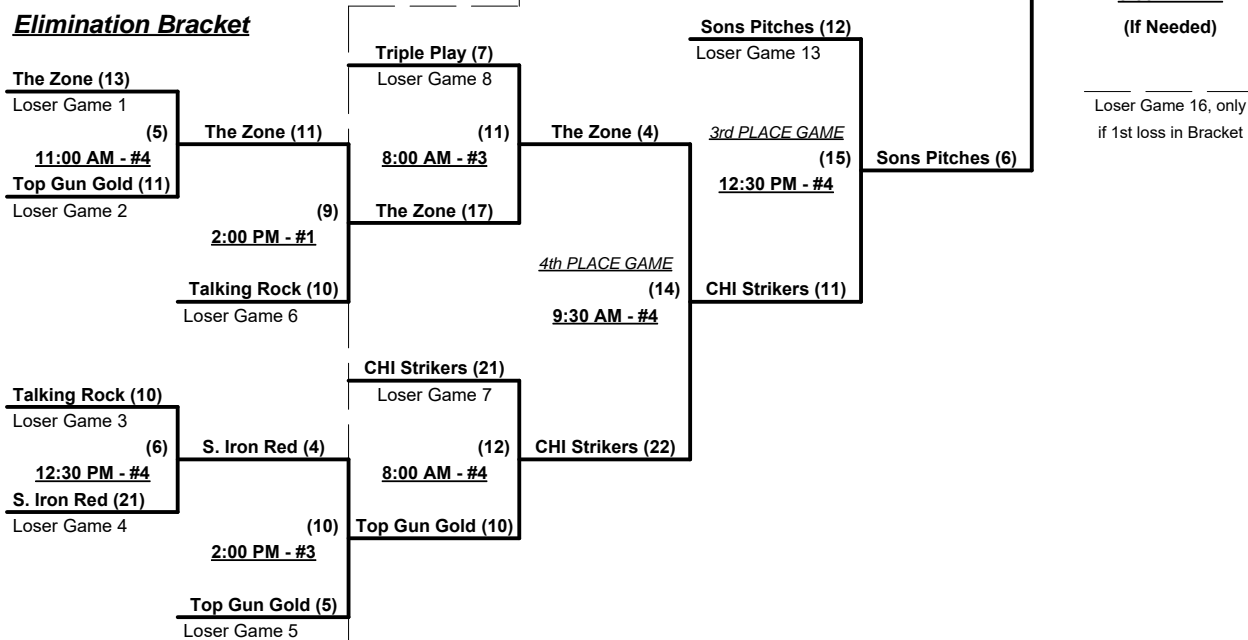 Elimination Bracket
Sons Pitches (12)
Loser Game 13
(If Needed)
Triple Play (7)
Loser Game 8
The Zone (13)
Loser Game 1
(5)
11:00 AM - #4
Top Gun Gold (11)
Loser Game 2
The Zone (11)
(11)
8:00 AM - #3
The Zone (4)
3rd PLACE GAME
(15)
12:30 PM - #4
Sons Pitches (6)
Loser Game 16, only
if 1st loss in Bracket
(9)
2:00 PM - #1
The Zone (17)
Talking Rock (10)
Loser Game 6
4th PLACE GAME
(14)
9:30 AM - #4
CHI Strikers (11)
CHI Strikers (21)
Loser Game 7
Talking Rock (10)
Loser Game 3
(6)
12:30 PM - #4
S. Iron Red (21)
Loser Game 4
S. Iron Red (4)
(12)
8:00 AM - #4
CHI Strikers (22)
(10)
2:00 PM - #3
Top Gun Gold (10)
Top Gun Gold (5)
Loser Game 5